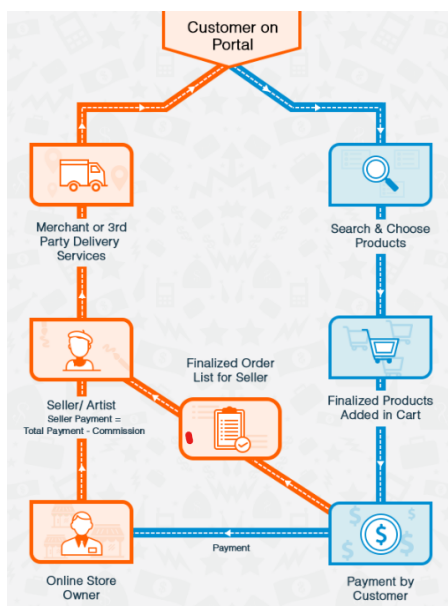 Customer on
Portal
Merchant or 3rd
Party Delivery
Services
Search & Choose
Products
Finalized Order
List for Seller
Seller/ Artist
Seller Payment =
Total Payment - Commission
Finalized Products
Added in Cart
Payment
Online Store
Owner
Payment by
Customer